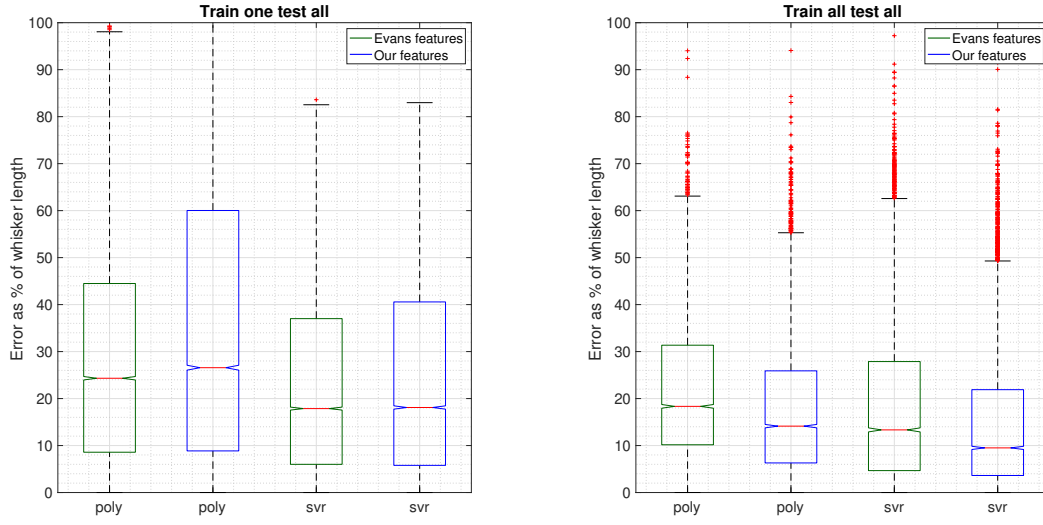 Train one test all
100
90
80
70
60
50
40
30
20
10
0
Error as % of whisker length
Evans features
Our features
poly poly svr svr
Train all test all
100
90
80
70
60
50
40
30
20
10
0
Error as % of whisker length
Evans features
Our features
poly poly svr svr